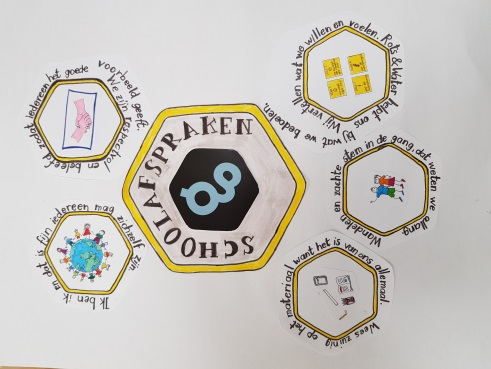 SCHOOLAFSPRAKEN
We zijn respectvol en beleefd zodat iedereen het goede voorbeeld geeft.
Wij vertellen wat we willen en voelen. Rots & Water helpt ons bij wat we bedoelen.
Wandelen en zachte stem in de gang dat weten we allang.
Wees zuinig op het materiaal want het is van ons allemaal.
Ik ben ik en dat is fijn iedereen mag zichzelf zijn